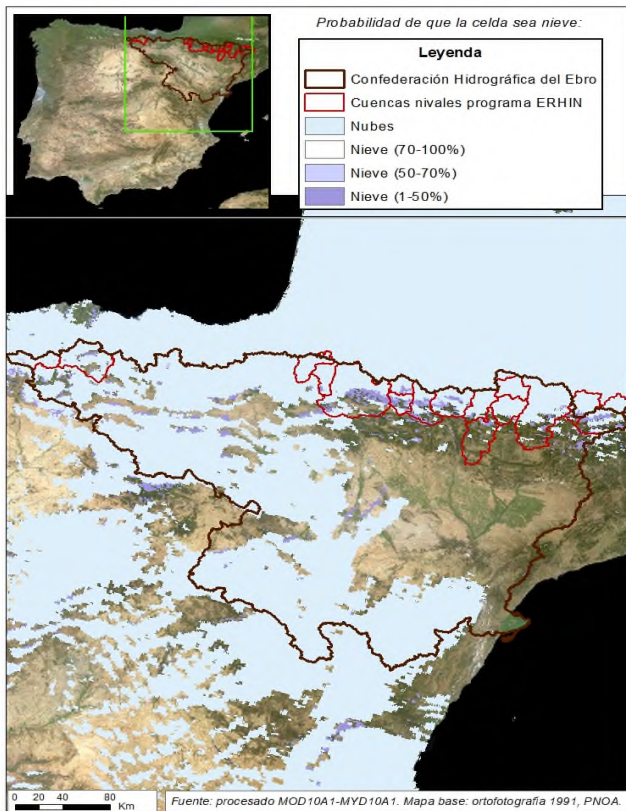 Probabilidad de que la celda sea nieve:
Leyenda
Confederación Hidrográfica del Ebro
Cuencas nivales programa ERHIN
Nubes
Nieve (70-100%)
Nieve (50-70%)
Nieve (1-50%)
0 20 40 80
Km
Fuente: procesado MOD10A1-MYD10A1. Mapa base: ortofotografía 1991, PNOA.